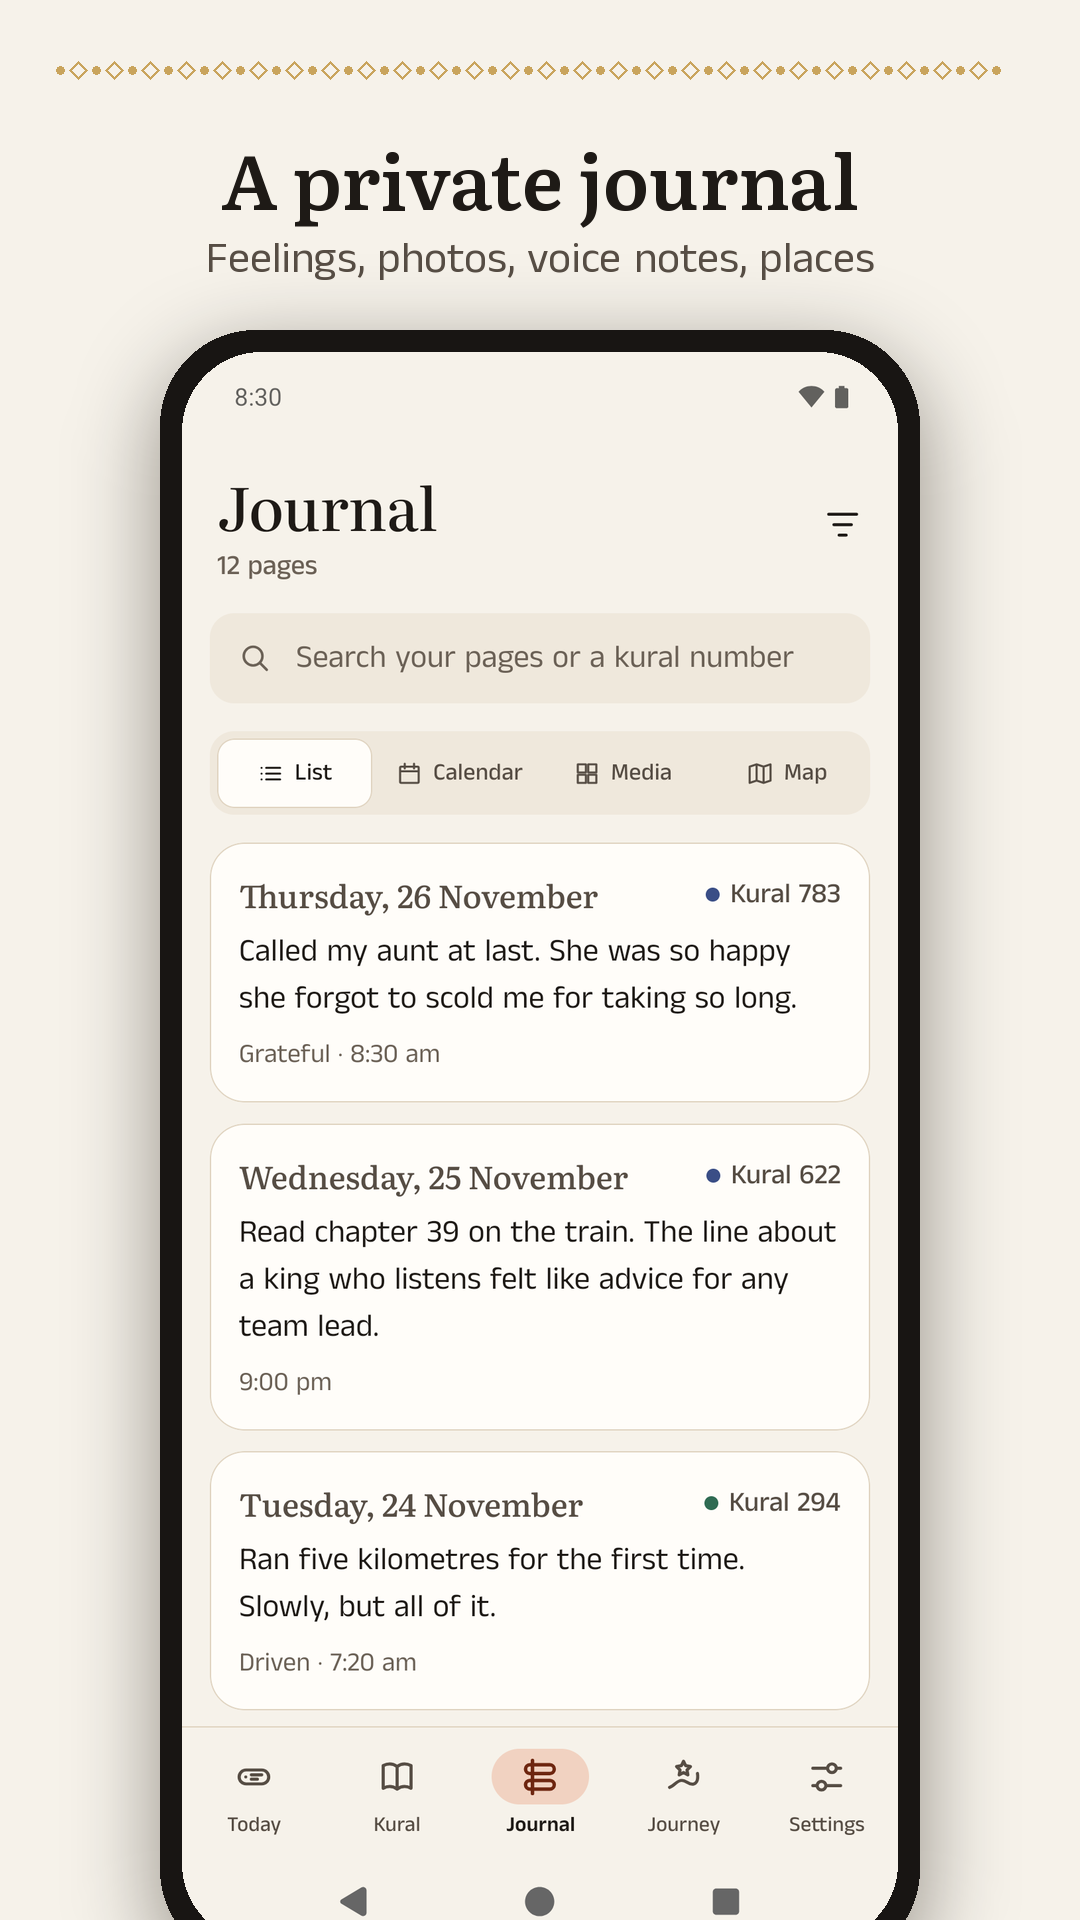 A private journal
Feelings, photos, voice notes, places
8:30
Journal
12 pages
Search your pages or a kural number
List
Calendar
Media
Map
Thursday, 26 November
Kural 783
Called my aunt at last. She was so happy
she forgot to scold me for taking so long.
Grateful · 8:30 am
Wednesday, 25 November
Kural 622
Read chapter 39 on the train. The line about
a king who listens felt like advice for any
team lead.
9:00 pm
Tuesday, 24 November
Kural 294
Ran five kilometres for the first time.
Slowly, but all of it.
Driven · 7:20 am
Today
Kural
Journal
Journey
Settings